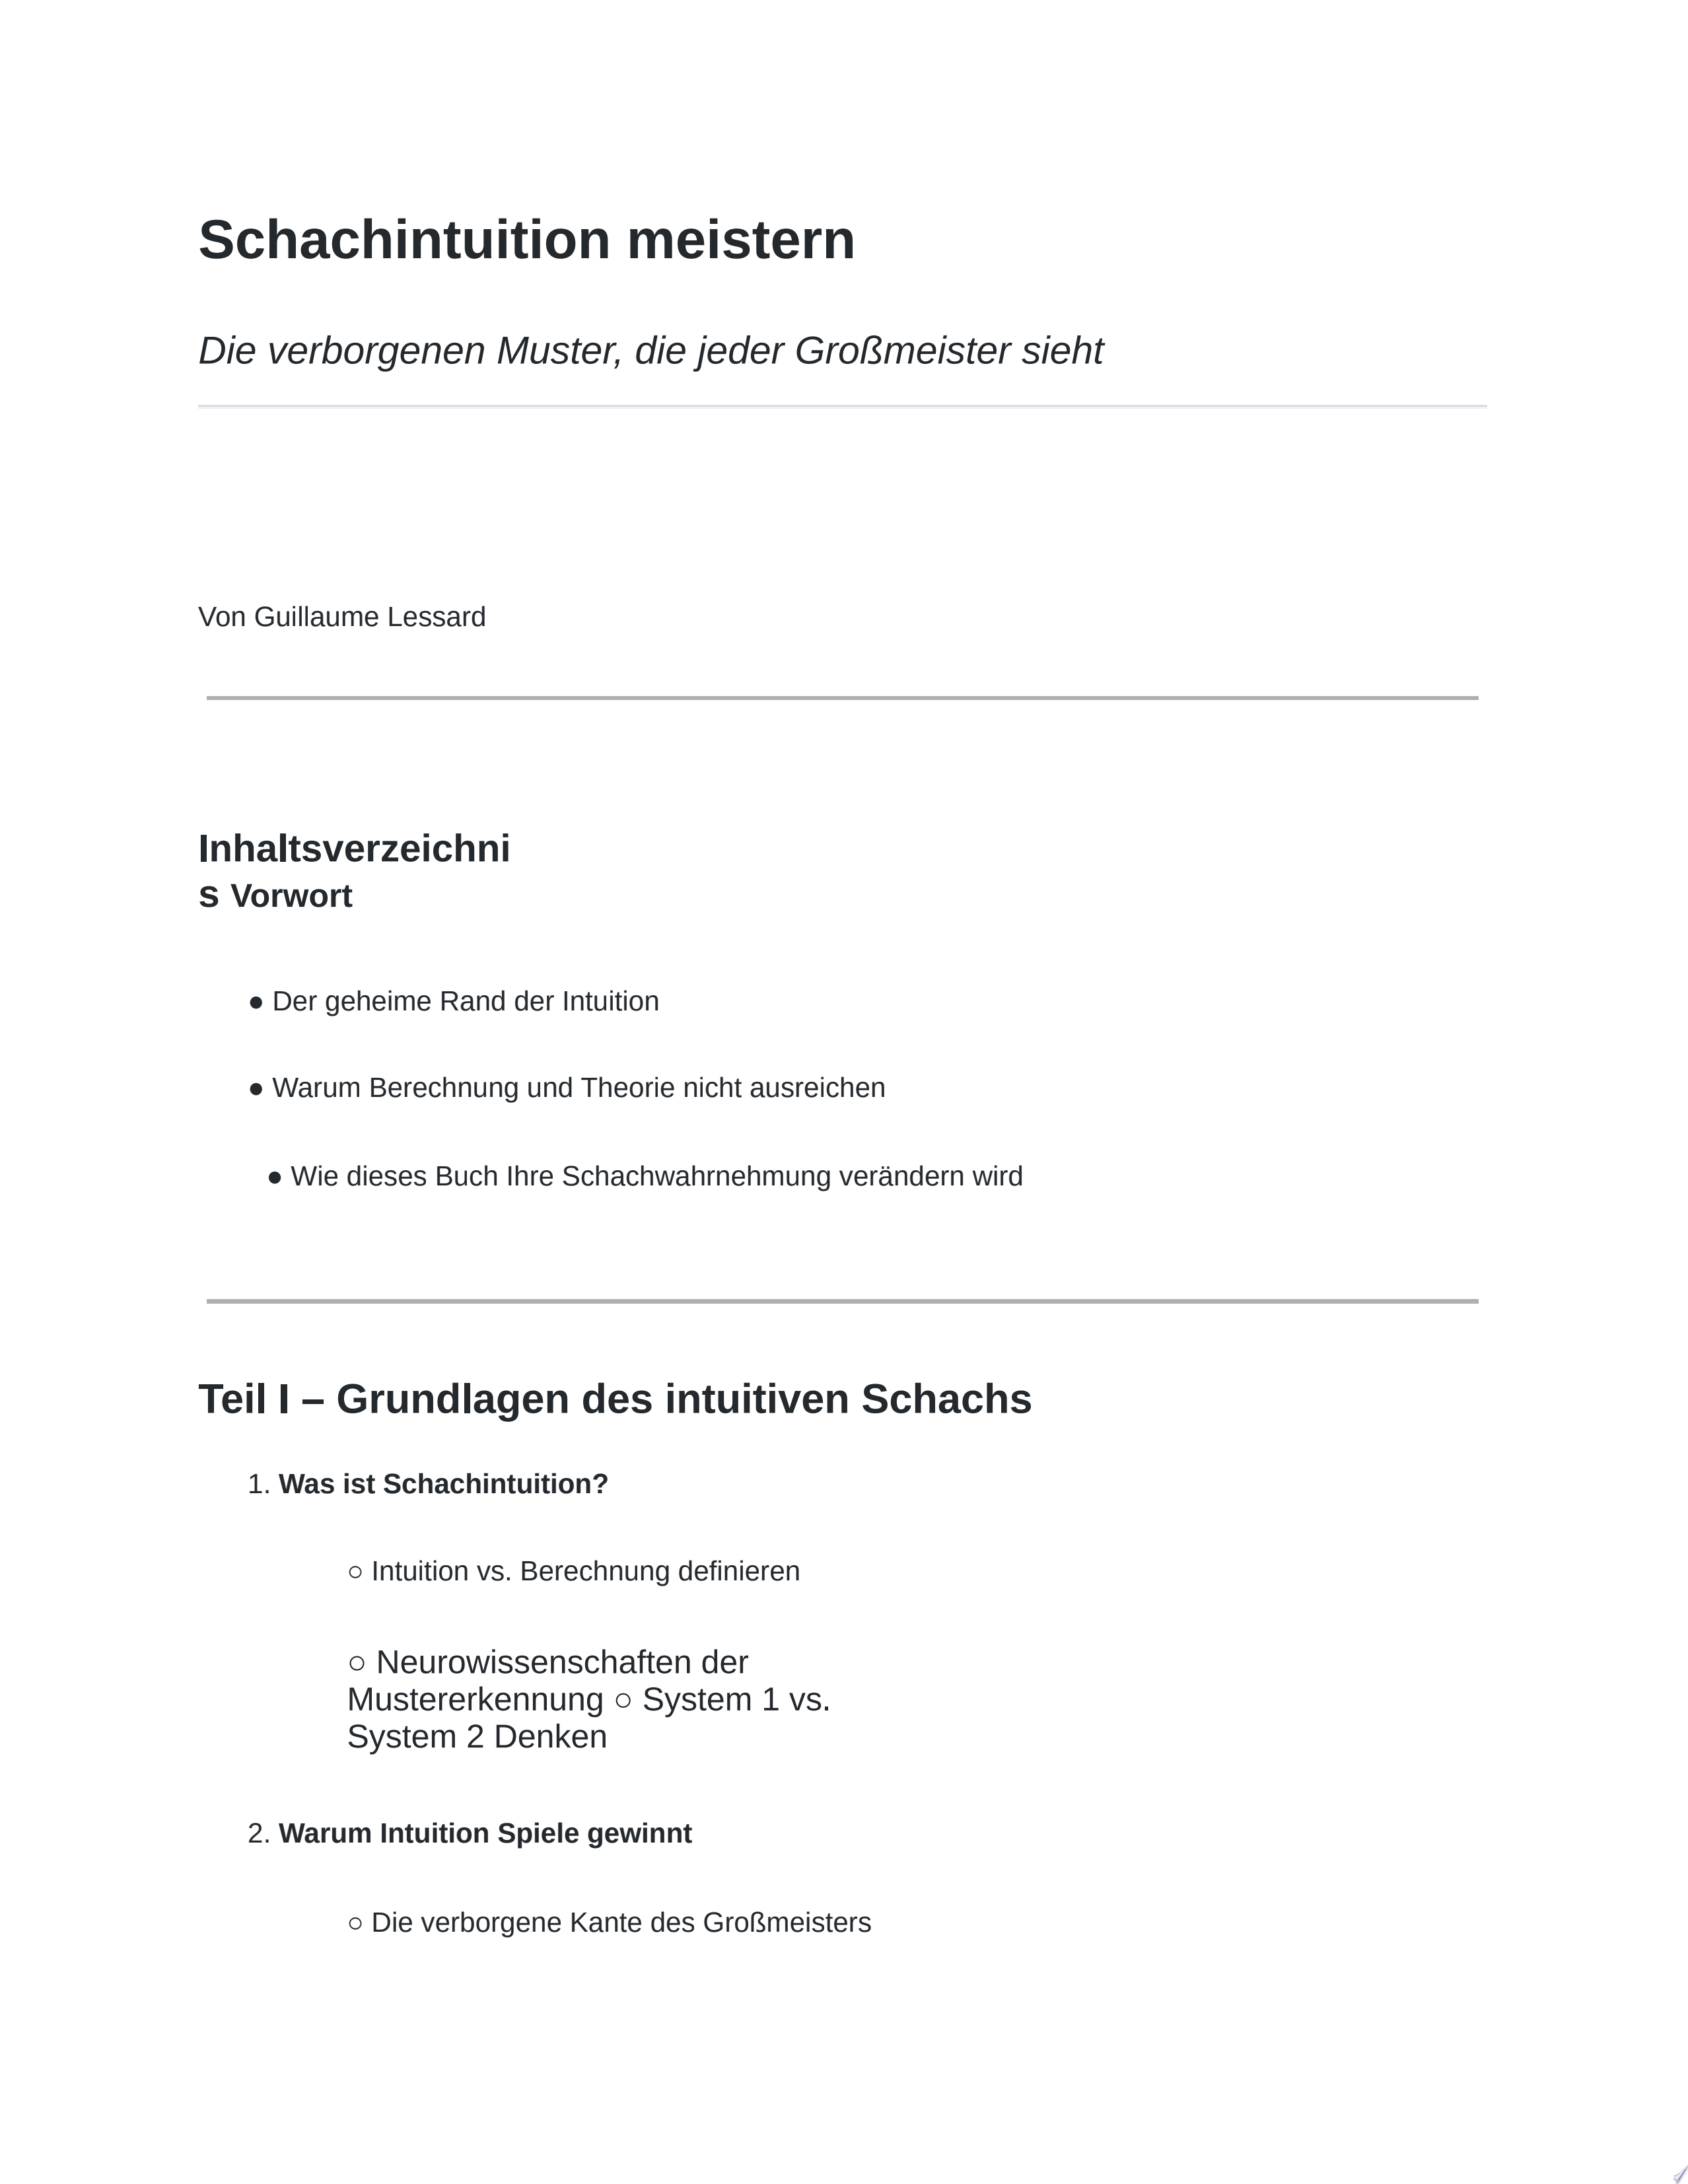 Schachintuition meistern
Die verborgenen Muster, die jeder Großmeister sieht
Von Guillaume Lessard
Inhaltsverzeichni
s Vorwort
● Der geheime Rand der Intuition
● Warum Berechnung und Theorie nicht ausreichen
● Wie dieses Buch Ihre Schachwahrnehmung verändern wird
Teil I – Grundlagen des intuitiven Schachs
1. Was ist Schachintuition?
○ Intuition vs. Berechnung definieren
○ Neurowissenschaften der
Mustererkennung ○ System 1 vs.
System 2 Denken
2. Warum Intuition Spiele gewinnt
○ Die verborgene Kante des Großmeisters